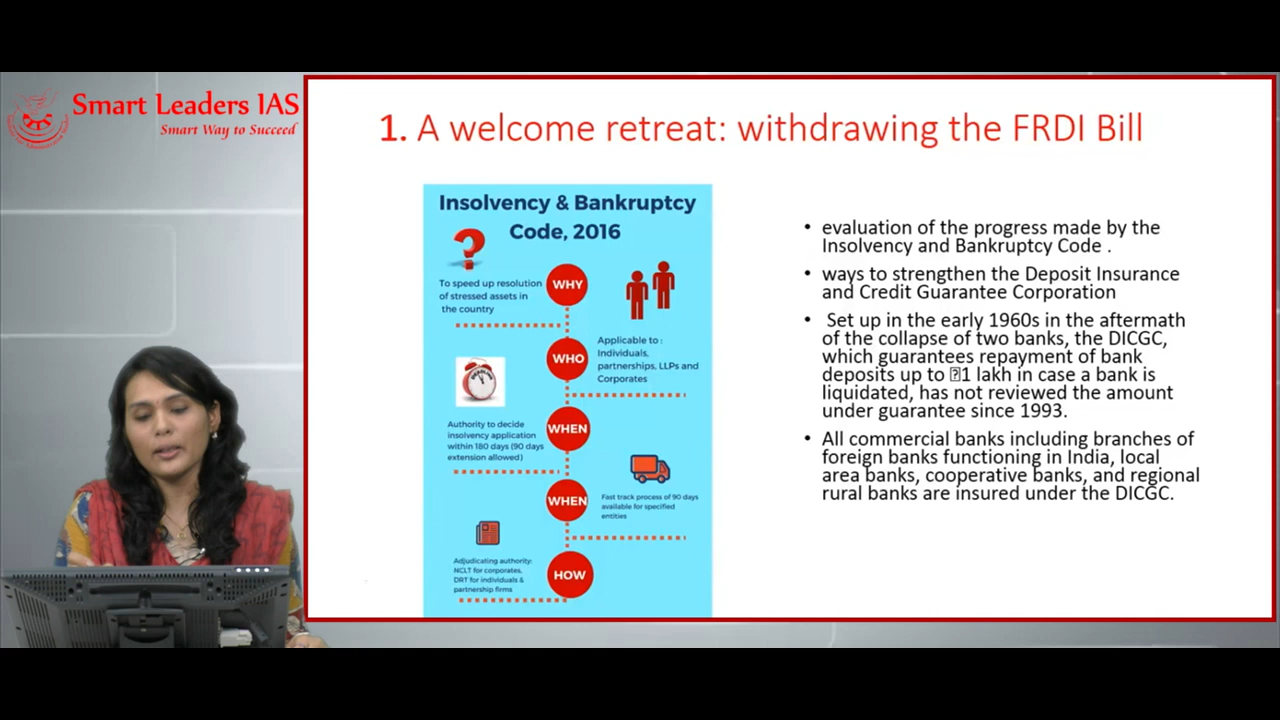 Smart Leaders IAS
Smart Way to Succeed
1. A welcome retreat: withdrawing the FRDI Bill
Insolvency & Bankruptcy
Code, 2016
?
To speed up resolution
of stressed assets in
the country
WHY
Applicable to :
Individuals,
partnerships, LLPs and
Corporates
WHO
Authority to decide
insolvency application
within 180 days (90 days
extension allowed)
WHEN
Fast track process of 90 days
available for specified
entities
WHEN
Adjudicating authority:
NCLT for corporates,
DRT for individuals &
partnership firms
HOW
• evaluation of the progress made by the
Insolvency and Bankruptcy Code .
• ways to strengthen the Deposit Insurance
and Credit Guarantee Corporation
• Set up in the early 1960s in the aftermath
of the collapse of two banks, the DICGC,
which guarantees repayment of bank
deposits up to 1 lakh in case a bank is
liquidated, has not reviewed the amount
under guarantee since 1993.
• All commercial banks including branches of
foreign banks functioning in India, local
area banks, cooperative banks, and regional
rural banks are insured under the DICGC.